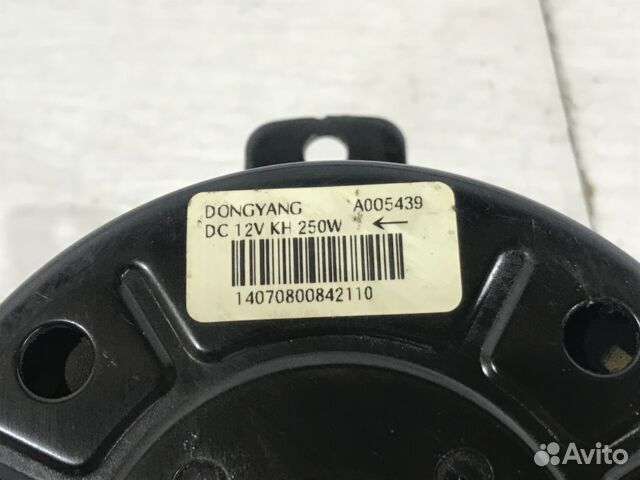 DONGYANG A005439
DC 12V KH 250W ←
14070800842110
Avito